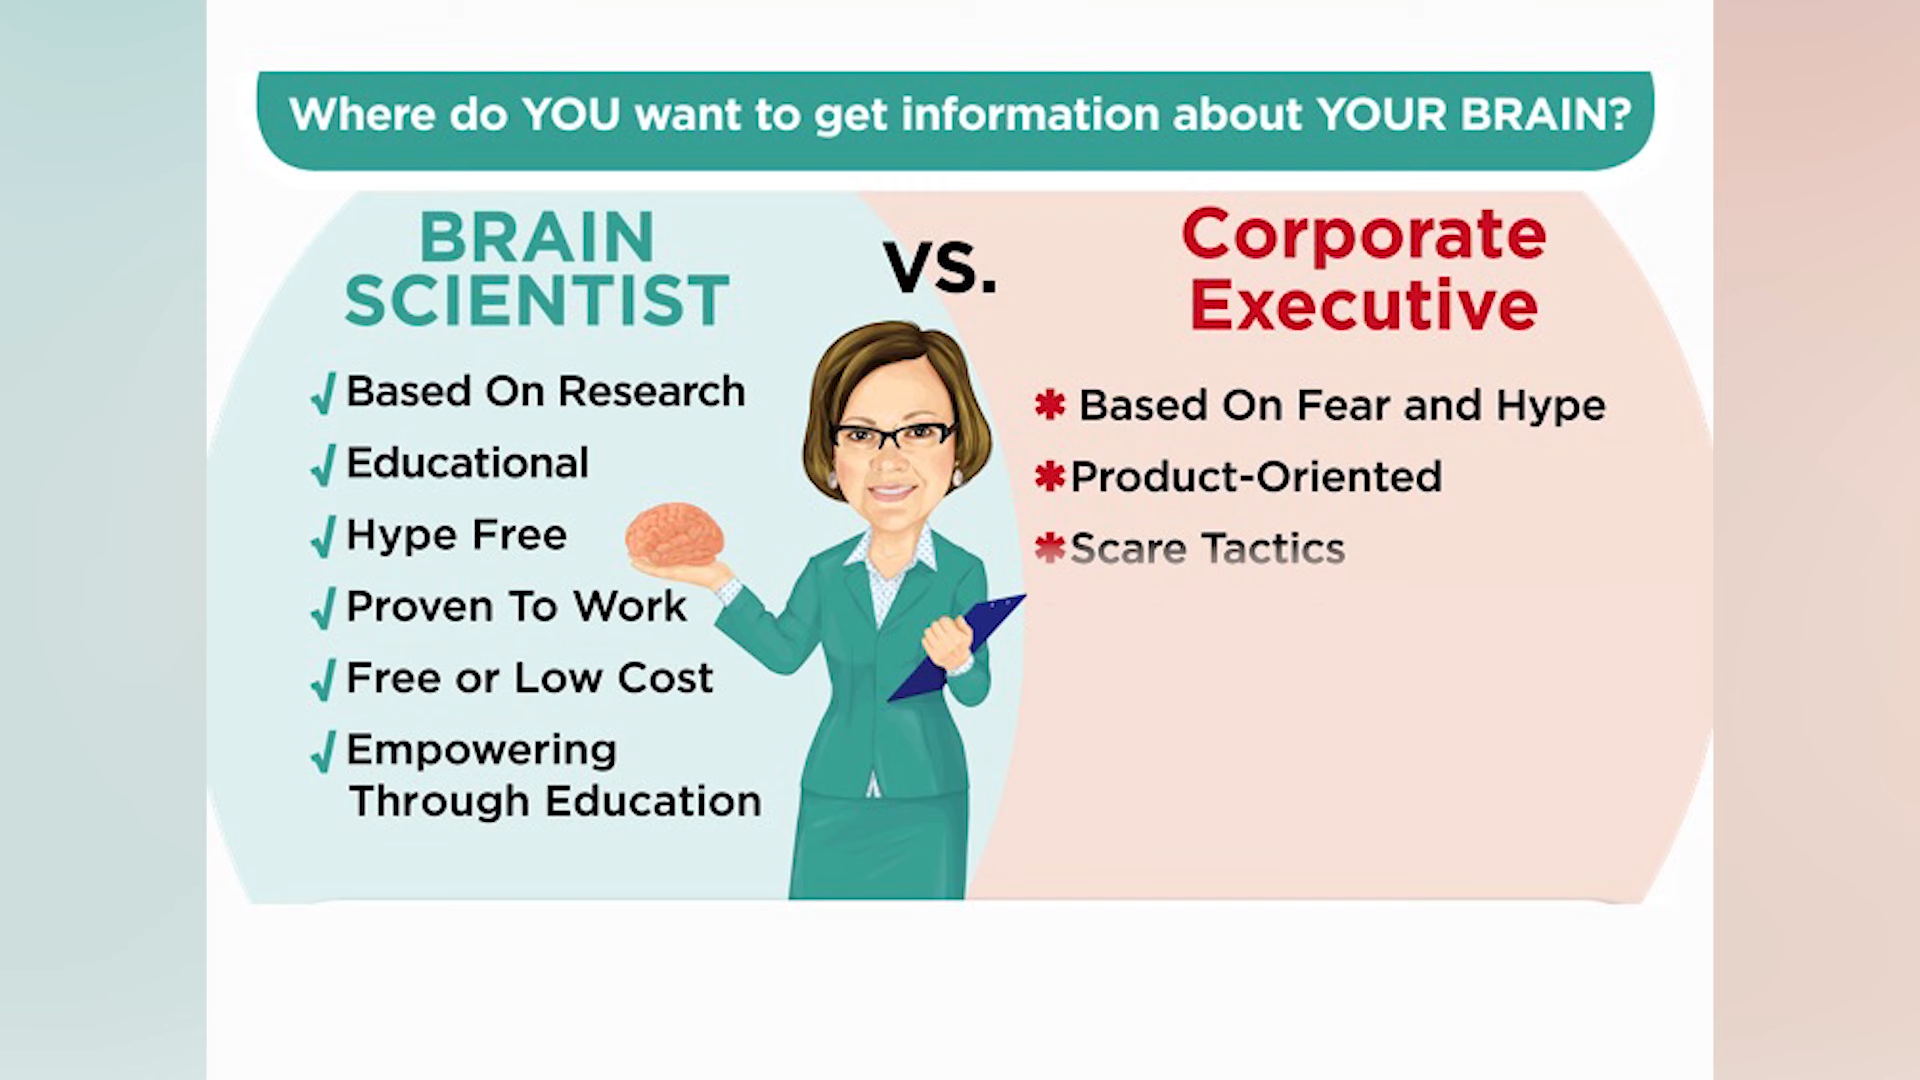 Where do YOU want to get information about YOUR BRAIN?
BRAIN
SCIENTIST
Based On Research
Educational
Hype Free
Proven To Work
Free or Low Cost
Empowering
Through Education
VS.
Corporate
Executive
* Based On Fear and Hype
*Product-Oriented
*Scare Tactics